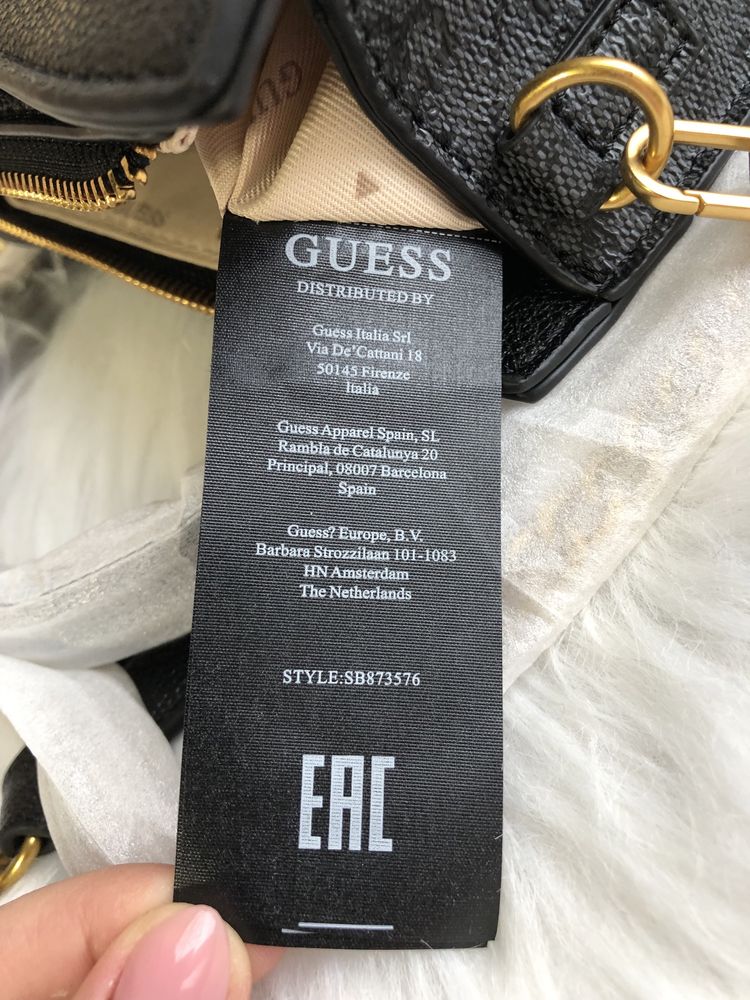 GUESS
DISTRIBUTED BY
Guess Italia Srl
Via De'Cattani 18
50145 Firenze
Italia
Guess Apparel Spain, SL
Rambla de Catalunya 20
Principal, 08007 Barcelona
Spain
Guess? Europe, B.V.
Barbara Strozzilaan 101-1083
HN Amsterdam
The Netherlands
STYLE:SB873576
EAC